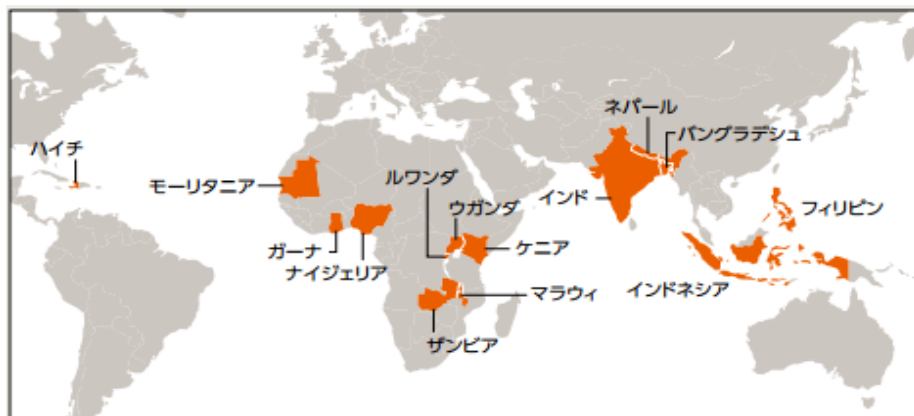 ネパール
バングラデシュ
ハイチ
モーリタニア
ルワンダ
ウガンダ
インド
フィリピン
ガーナ
ナイジェリア
ケニア
マラウィ
インドネシア
ザンビア